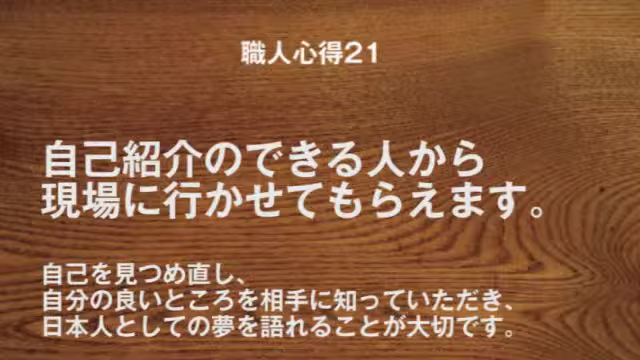 職人心得21
自己紹介のできる人から
現場に行かせてもらえます。
自己を見つめ直し、
自分の良いところを相手に知っていただき、
日本人としての夢を語れることが大切です。